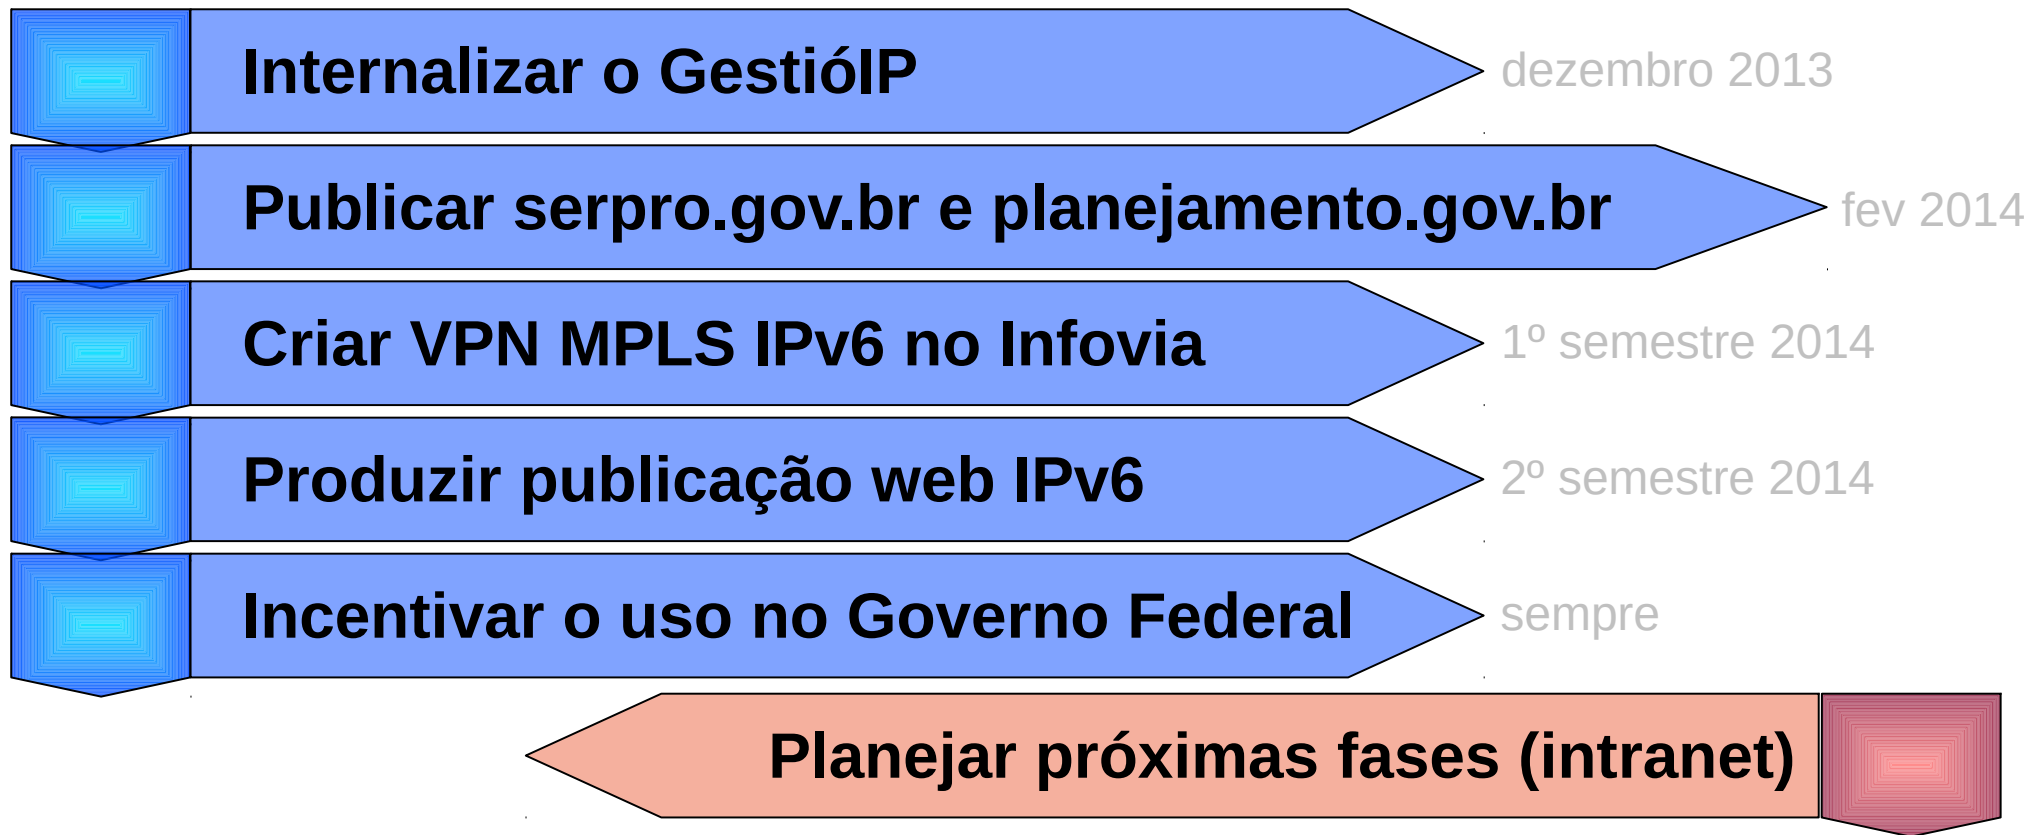 Internalizar o GestióIP
dezembro 2013
Publicar serpro.gov.br e planejamento.gov.br
fev 2014
Criar VPN MPLS IPv6 no Infovia
1º semestre 2014
Produzir publicação web IPv6
2º semestre 2014
Incentivar o uso no Governo Federal
sempre
Planejar próximas fases (intranet)